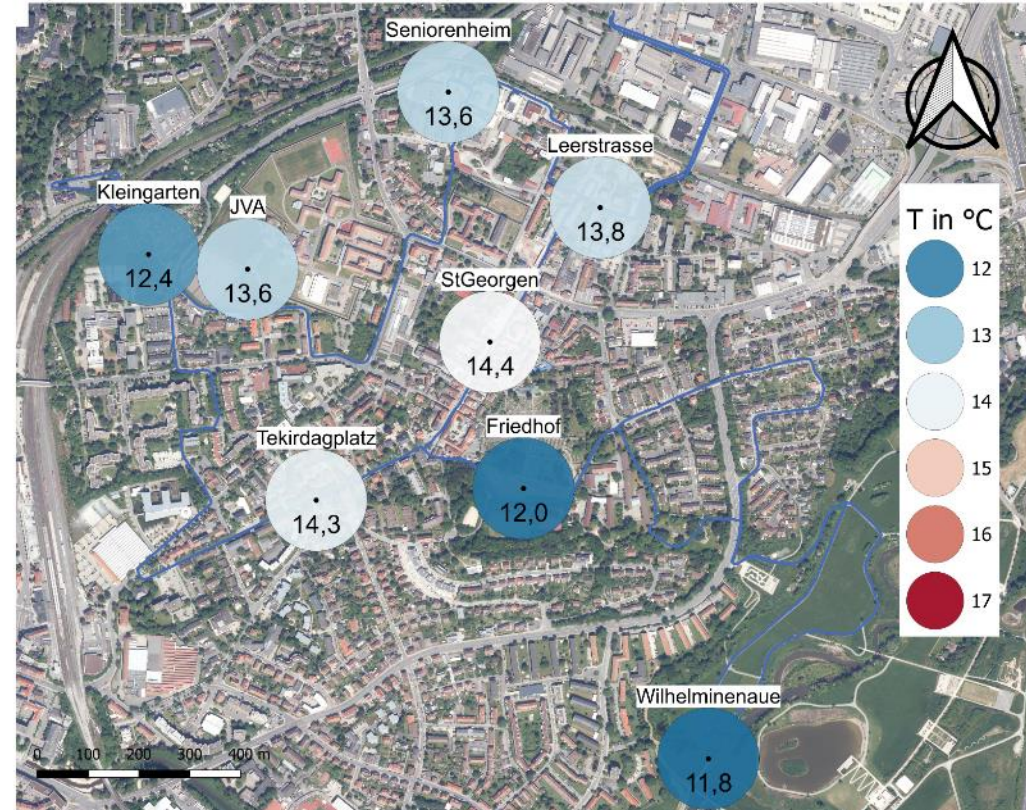 Seniorenheim
13,6
Leerstrasse
13,8
Kleingarten
12,4
JVA
13,6
StGeorgen
14,4
Tekirdagplatz
14,3
Friedhof
12,0
Wilhelminenaue
11,8
T in °C
12
13
14
15
16
17
0 100 200 300 400 m